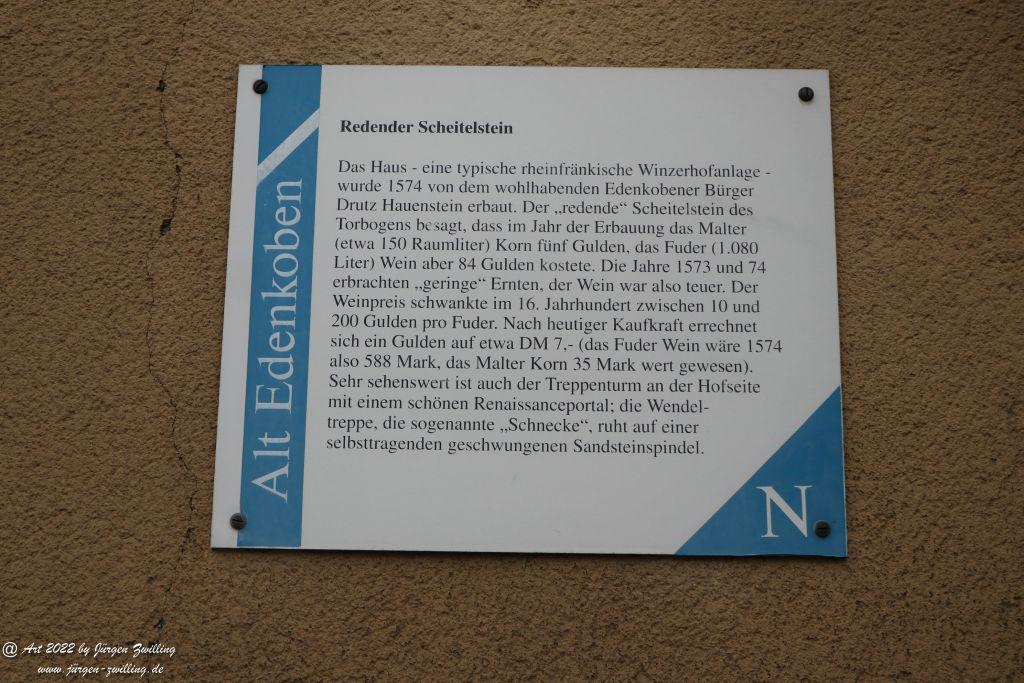 Alt Edenkoben
Redender Scheitelstein
Das Haus - eine typische rheinfränkische Winzerhofanlage -
wurde 1574 von dem wohlhabenden Edenkobener Bürger
Drutz Hauenstein erbaut. Der „redende“ Scheitelstein des
Torbogens besagt, dass im Jahr der Erbauung das Malter
(etwa 150 Raumliter) Korn fünf Gulden, das Fuder (1.080
Liter) Wein aber 84 Gulden kostete. Die Jahre 1573 und 74
erbrachten „geringe“ Ernten, der Wein war also teuer. Der
Weinpreis schwankte im 16. Jahrhundert zwischen 10 und
200 Gulden pro Fuder. Nach heutiger Kaufkraft errechnet
sich ein Gulden auf etwa DM 7,- (das Fuder Wein wäre 1574
also 588 Mark, das Malter Korn 35 Mark wert gewesen).
Sehr sehenswert ist auch der Treppenturm an der Hofseite
mit einem schönen Renaissanceportal; die Wendel-
treppe, die sogenannte „Schnecke“, ruht auf einer
selbsttragenden geschwungenen Sandsteinspindel.
N
@ Art 2022 by Jürgen Zwilling
www.jürgen-zwilling.de